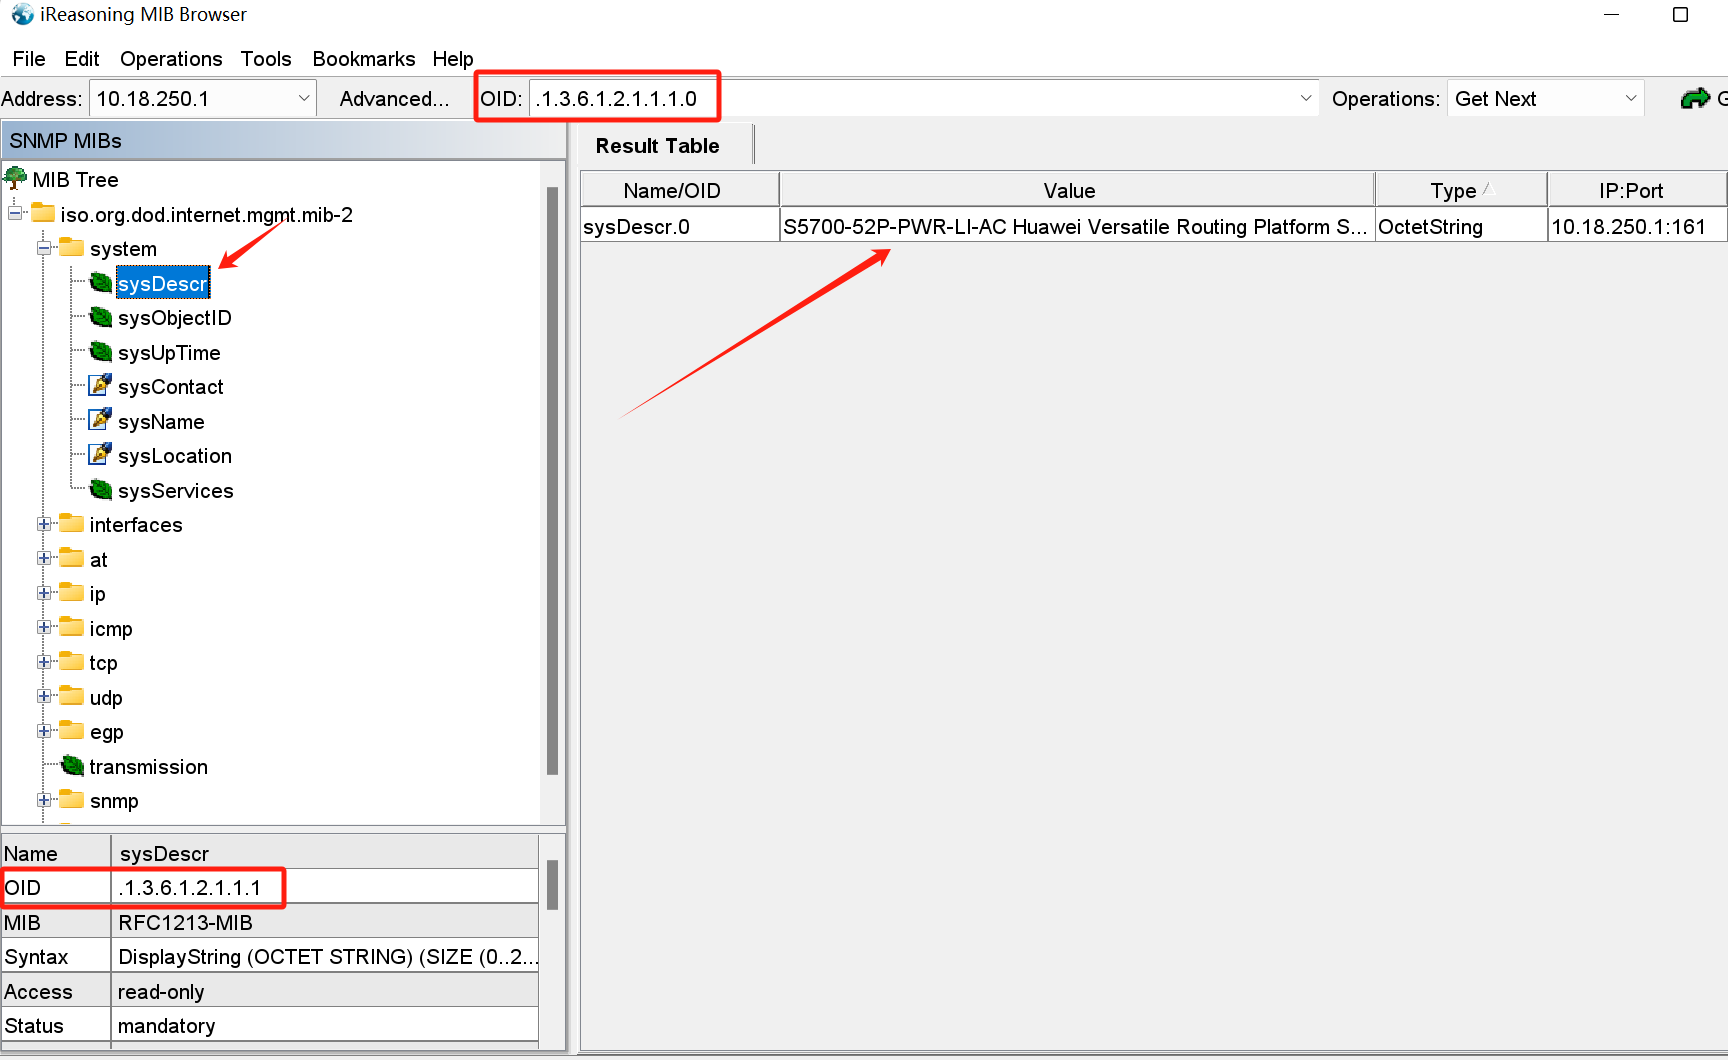 iReasoning MIB Browser
File Edit Operations Tools Bookmarks Help
Address: 10.18.250.1 Advanced... OID: .1.3.6.1.2.1.1.1.0 Operations: Get Next
SNMP MIBs
MIB Tree
iso.org.dod.internet.mgmt.mib-2
system
sysDescr
sysObjectID
sysUpTime
sysContact
sysName
sysLocation
sysServices
interfaces
at
ip
icmp
tcp
udp
egp
transmission
snmp
Name sysDescr
OID .1.3.6.1.2.1.1.1
MIB RFC1213-MIB
Syntax DisplayString (OCTET STRING) (SIZE (0..2...
Access read-only
Status mandatory
Result Table
Name/OID Value Type IP:Port
sysDescr.0 S5700-52P-PWR-LI-AC Huawei Versatile Routing Platform S... OctetString 10.18.250.1:161